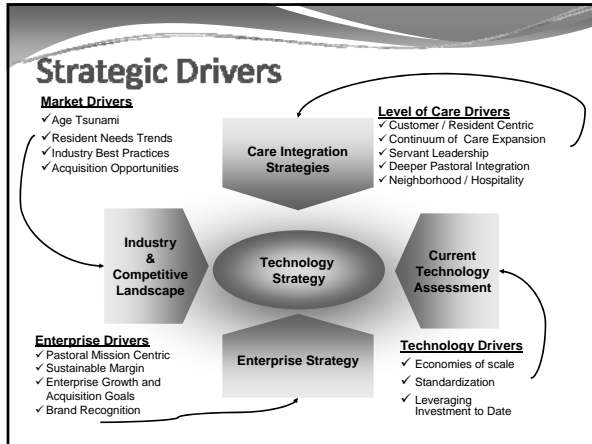 Strategic Drivers
Market Drivers
✓Age Tsunami
✓Resident Needs Trends
✓Industry Best Practices
✓Acquisition Opportunities
Care Integration
Strategies
Level of Care Drivers
✓Customer / Resident Centric
✓Continuum of Care Expansion
✓Servant Leadership
✓Deeper Pastoral Integration
✓Neighborhood / Hospitality
Industry
&
Competitive
Landscape
Technology
Strategy
Current
Technology
Assessment
Enterprise Drivers
✓Pastoral Mission Centric
✓Sustainable Margin
✓Enterprise Growth and
Acquisition Goals
✓Brand Recognition
Enterprise Strategy
Technology Drivers
✓ Economies of scale
✓ Standardization
✓ Leveraging
Investment to Date